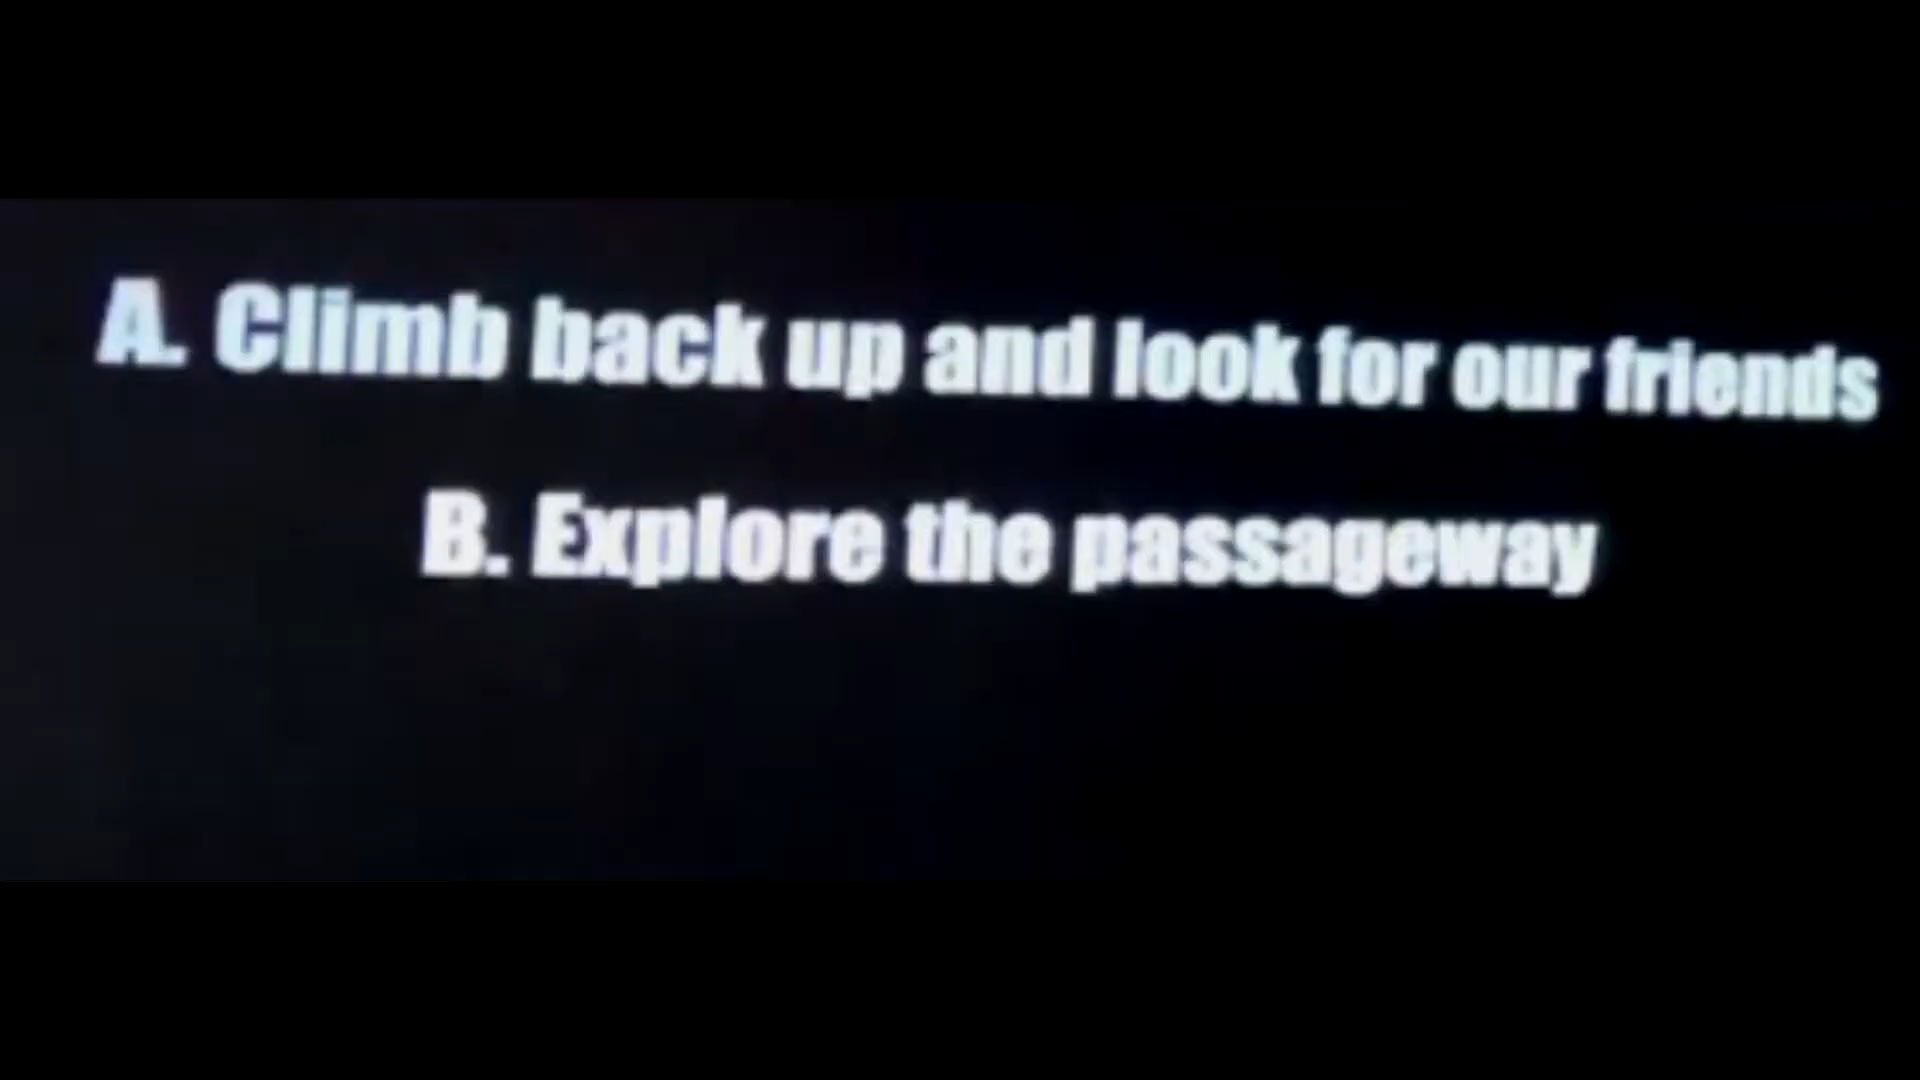 A. Climb back up and look for our friends
B. Explore the passageway